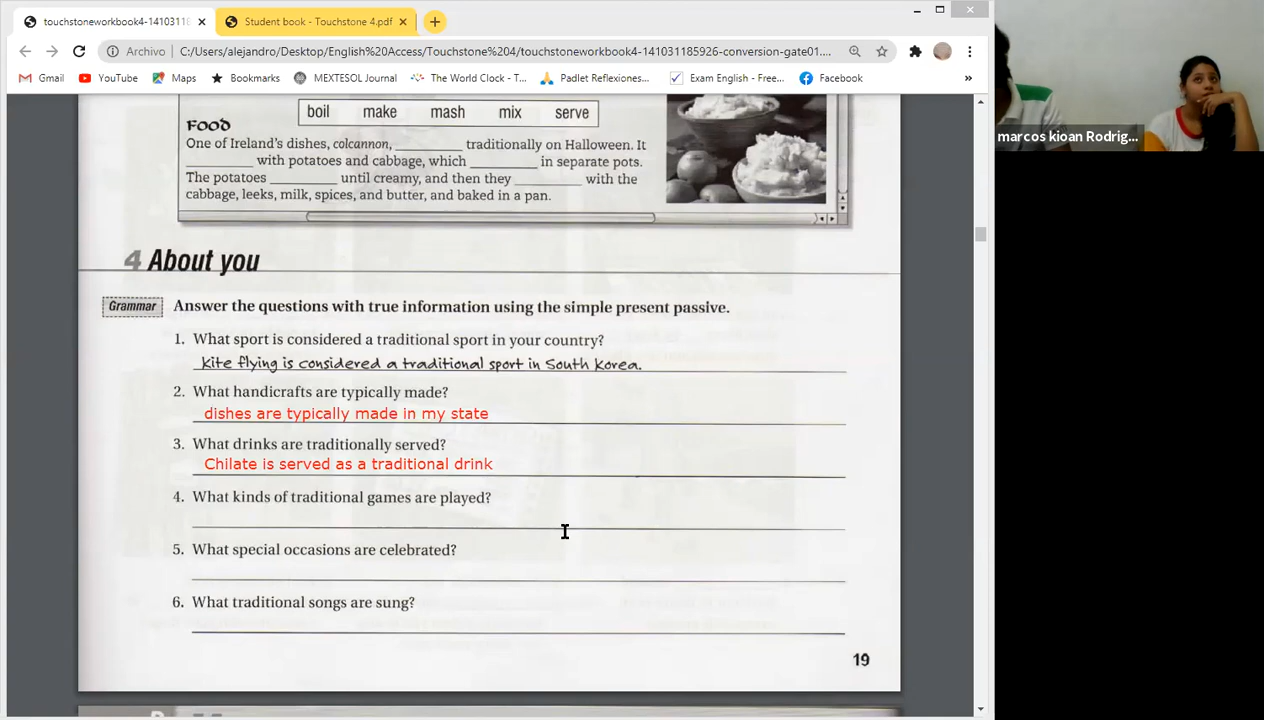 touchstoneworkbook4-14103118
Student book - Touchstone 4.pdf
Archivo
C:/Users/alejandro/Desktop/English%20Access/Touchstone%204/touchstoneworkbook4-141031185926-conversion-gate01....
Gmail
YouTube
Maps
Bookmarks
MEXTESOL Journal
The World Clock - T...
Padlet Reflexiones...
Exam English - Free...
Facebook
»
boil make mash mix serve
FOOD
One of Ireland's dishes, colcannon, ________ traditionally on Halloween. It
________ with potatoes and cabbage, which ________ in separate pots.
The potatoes ________ until creamy, and then they ________ with the
cabbage, leeks, milk, spices, and butter, and baked in a pan.
4 About you
Grammar Answer the questions with true information using the simple present passive.
1. What sport is considered a traditional sport in your country?
Kite flying is considered a traditional sport in South Korea.
2. What handicrafts are typically made?
dishes are typically made in my state
3. What drinks are traditionally served?
Chilate is served as a traditional drink
4. What kinds of traditional games are played?
5. What special occasions are celebrated?
6. What traditional songs are sung?
19
marcos kioan Rodrig...